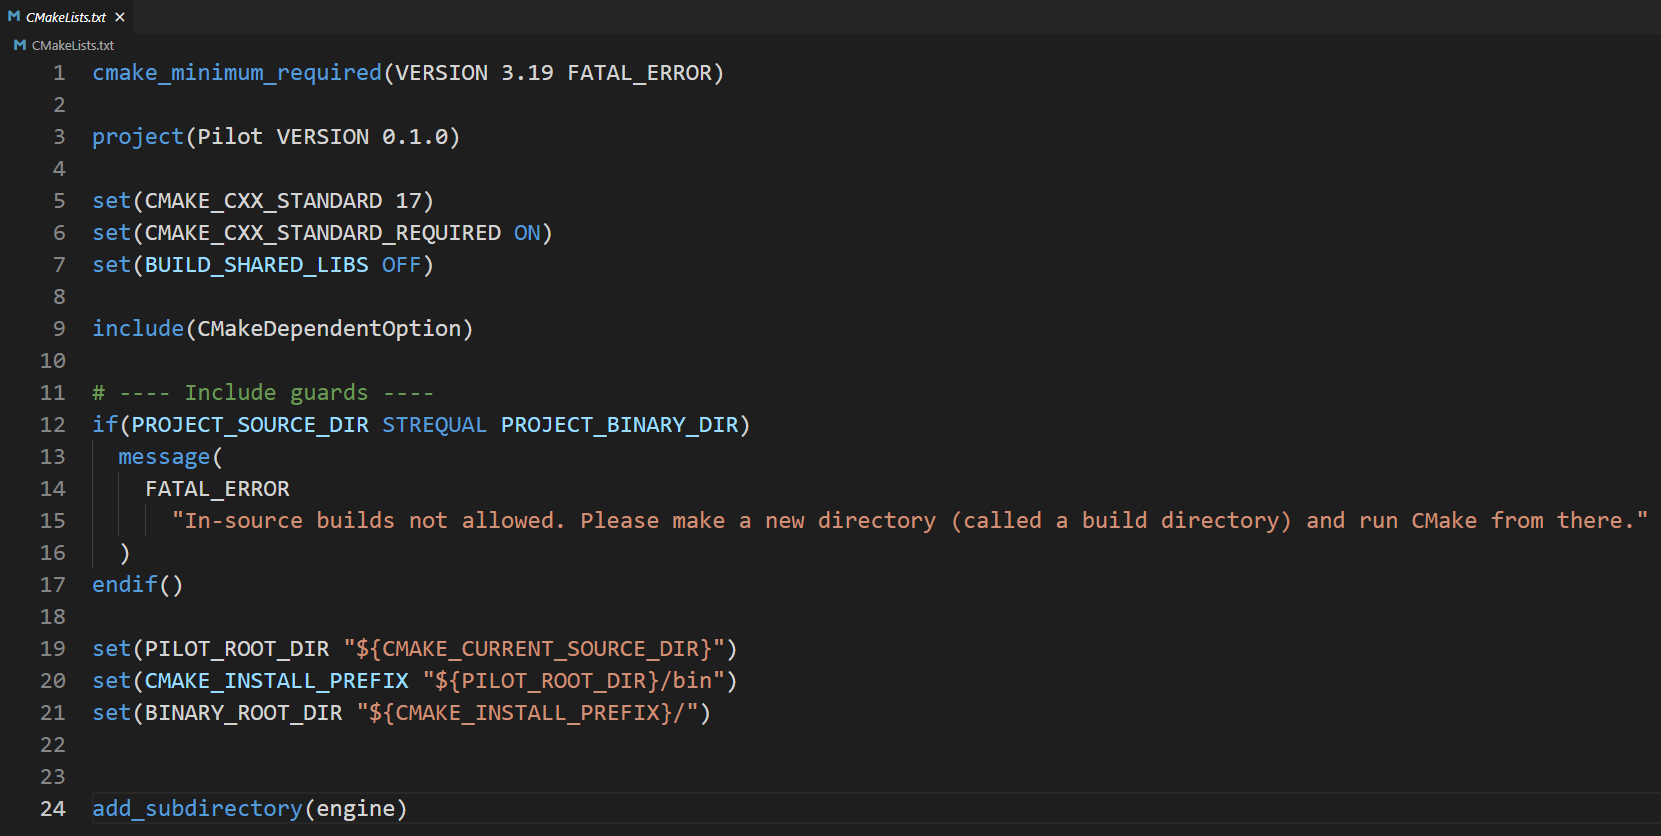 M CMakeLists.txt ×
M CMakeLists.txt
1 cmake_minimum_required(VERSION 3.19 FATAL_ERROR)
2
3 project(Pilot VERSION 0.1.0)
4
5 set(CMAKE_CXX_STANDARD 17)
6 set(CMAKE_CXX_STANDARD_REQUIRED ON)
7 set(BUILD_SHARED_LIBS OFF)
8
9 include(CMakeDependentOption)
10
11 # ---- Include guards ----
12 if(PROJECT_SOURCE_DIR STREQUAL PROJECT_BINARY_DIR)
13   message(
14     FATAL_ERROR
15       "In-source builds not allowed. Please make a new directory (called a build directory) and run CMake from there."
16   )
17 endif()
18
19 set(PILOT_ROOT_DIR "${CMAKE_CURRENT_SOURCE_DIR}")
20 set(CMAKE_INSTALL_PREFIX "${PILOT_ROOT_DIR}/bin")
21 set(BINARY_ROOT_DIR "${CMAKE_INSTALL_PREFIX}/")
22
23
24 add_subdirectory(engine)